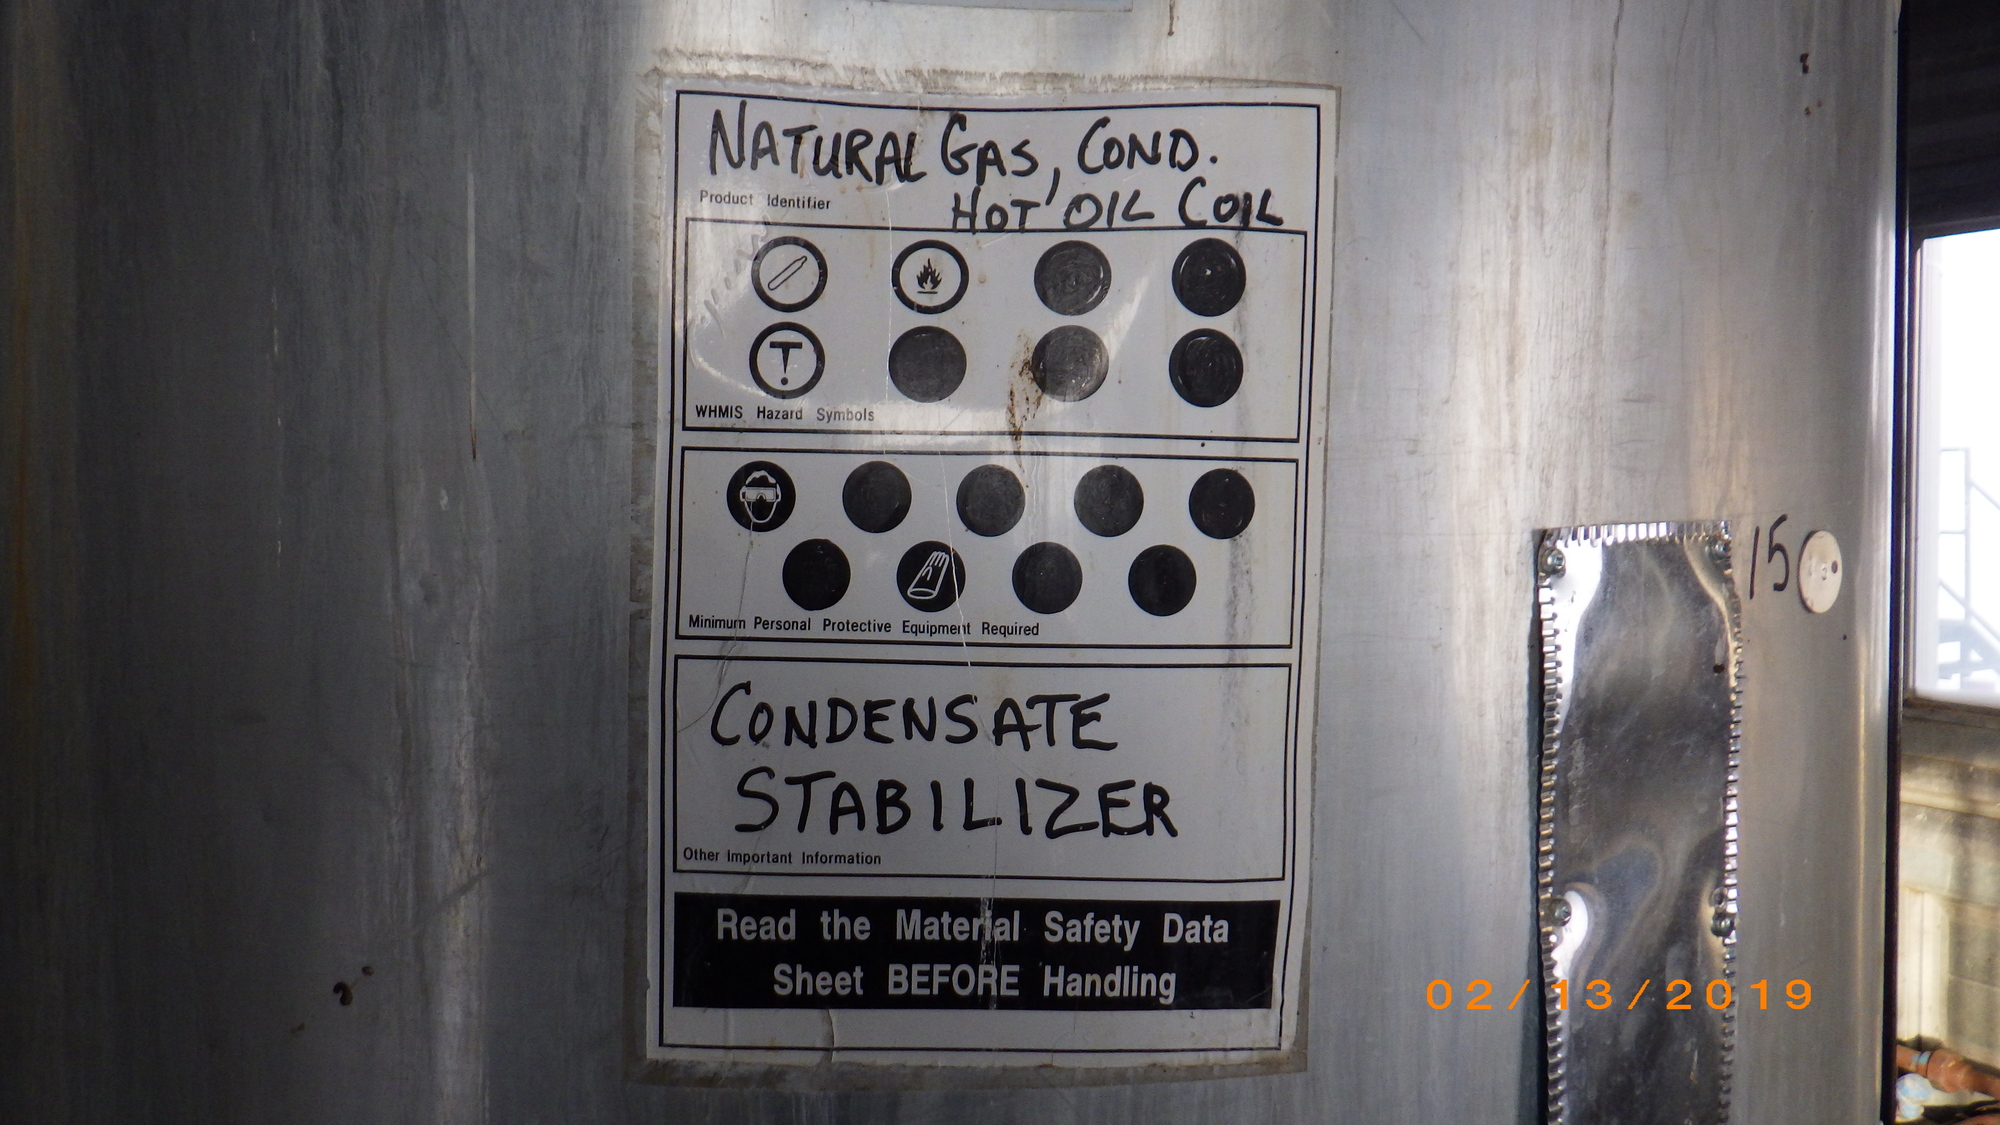 NATURAL GAS, COND.
HOT OIL COIL
Product Identifier
WHMIS Hazard Symbols
Minimum Personal Protective Equipment Required
CONDENSATE
STABILIZER
Other Important Information
Read the Material Safety Data
Sheet BEFORE Handling
15
02/13/2019